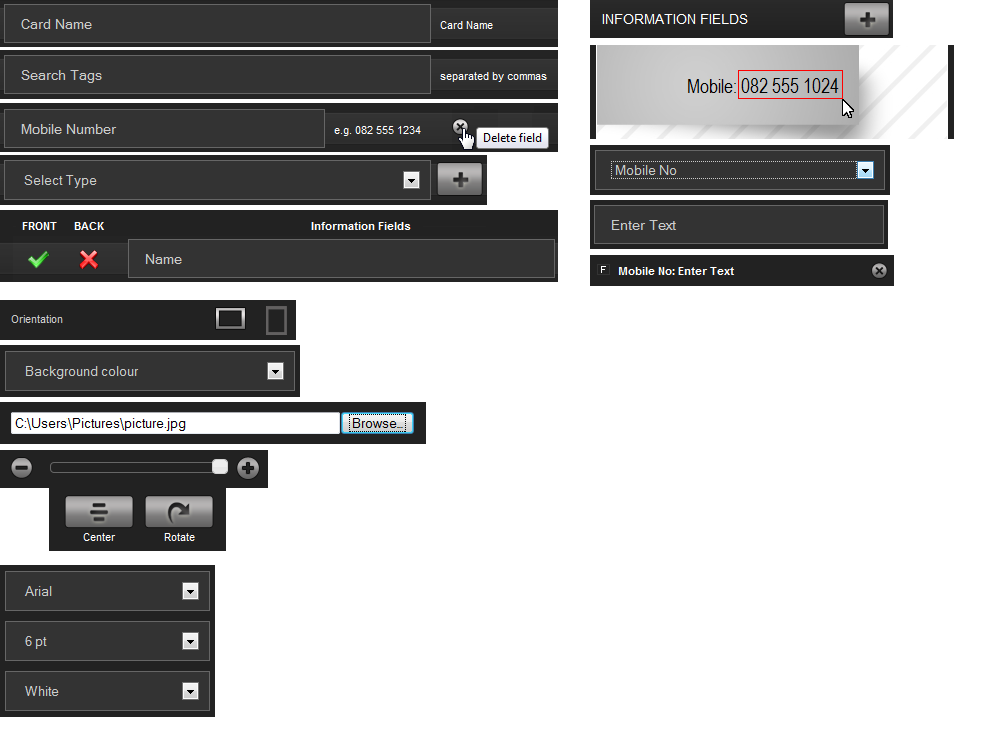 Card Name
Card Name
Search Tags
separated by commas
Mobile Number
e.g. 082 555 1234
Delete field
Select Type
FRONT
BACK
Information Fields
Name
Orientation
Background colour
C:\Users\Pictures\picture.jpg
Browse...
Center
Rotate
Arial
6 pt
White
INFORMATION FIELDS
Mobile: 082 555 1024
Mobile No
Enter Text
F Mobile No: Enter Text